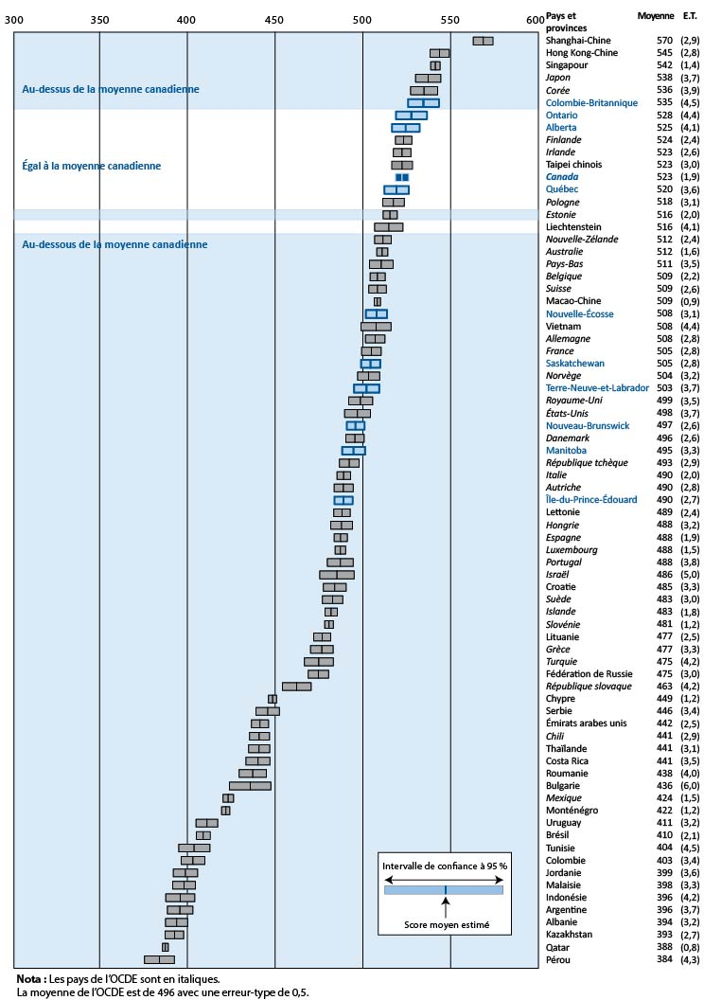 300 350 400 450 500 550 600 Pays et provinces Moyenne E.T.
Shanghai-Chine 570 (2,9)
Hong Kong-Chine 545 (2,8)
Singapour 542 (1,4)
Japon 538 (3,7)
Au-dessus de la moyenne canadienne
Corée 536 (3,9)
Colombie-Britannique 535 (4,5)
Ontario 528 (4,4)
Alberta 525 (4,1)
Finlande 524 (2,4)
Irlande 523 (2,6)
Égal à la moyenne canadienne
Taipei chinois 523 (3,0)
Canada 523 (1,9)
Québec 520 (3,6)
Pologne 518 (3,1)
Estonie 516 (2,0)
Liechtenstein 516 (4,1)
Nouvelle-Zélande 512 (2,4)
Au-dessous de la moyenne canadienne
Australie 512 (1,6)
Pays-Bas 511 (3,5)
Belgique 509 (2,2)
Suisse 509 (2,6)
Macao-Chine 509 (0,9)
Nouvelle-Écosse 508 (3,1)
Vietnam 508 (4,4)
Allemagne 508 (2,8)
France 505 (2,8)
Saskatchewan 505 (2,8)
Norvège 504 (3,2)
Terre-Neuve-et-Labrador 503 (3,7)
Royaume-Uni 499 (3,5)
États-Unis 498 (3,7)
Nouveau-Brunswick 497 (2,6)
Danemark 496 (2,6)
Manitoba 495 (3,3)
République tchèque 493 (2,9)
Italie 490 (2,0)
Autriche 490 (2,8)
Île-du-Prince-Édouard 490 (2,7)
Lettonie 489 (2,4)
Hongrie 488 (3,2)
Espagne 488 (1,9)
Luxembourg 488 (1,5)
Portugal 488 (3,8)
Israël 486 (5,0)
Croatie 485 (3,3)
Suède 483 (3,0)
Islande 483 (1,8)
Slovénie 481 (1,2)
Lituanie 477 (2,5)
Grèce 477 (3,3)
Turquie 475 (4,2)
Fédération de Russie 475 (3,0)
République slovaque 463 (4,2)
Chypre 449 (1,2)
Serbie 446 (3,4)
Émirats arabes unis 442 (2,5)
Chili 441 (2,9)
Thaïlande 441 (3,1)
Costa Rica 441 (3,5)
Roumanie 438 (4,0)
Bulgarie 436 (6,0)
Mexique 424 (1,5)
Monténégro 422 (1,2)
Uruguay 411 (3,2)
Brésil 410 (2,1)
Tunisie 404 (4,5)
Colombie 403 (3,4)
Jordanie 399 (3,6)
Malaisie 398 (3,3)
Indonésie 396 (4,2)
Argentine 396 (3,7)
Albanie 394 (3,2)
Kazakhstan 393 (2,7)
Qatar 388 (0,8)
Pérou 384 (4,3)
Intervalle de confiance à 95 %
Score moyen estimé
Nota : Les pays de l'OCDE sont en italiques.
La moyenne de l'OCDE est de 496 avec une erreur-type de 0,5.